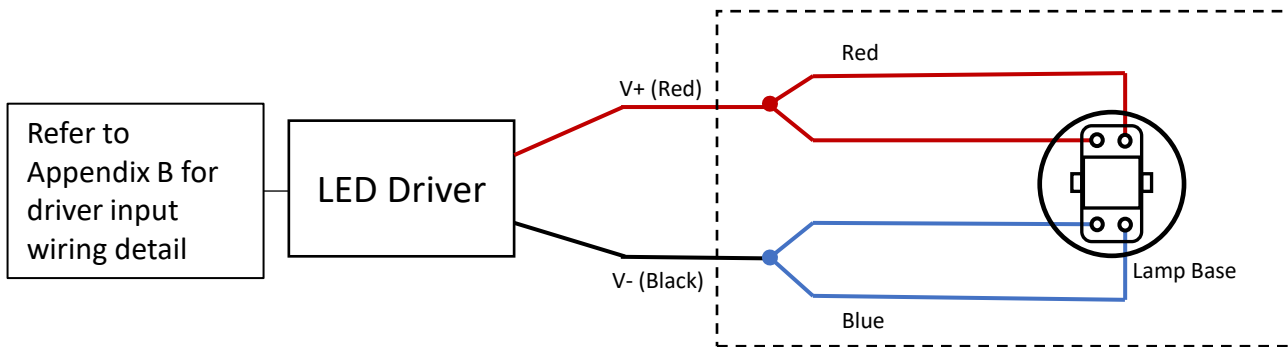 Refer to
Appendix B for
driver input
wiring detail
LED Driver
V+ (Red)
V- (Black)
Red
Blue
Lamp Base